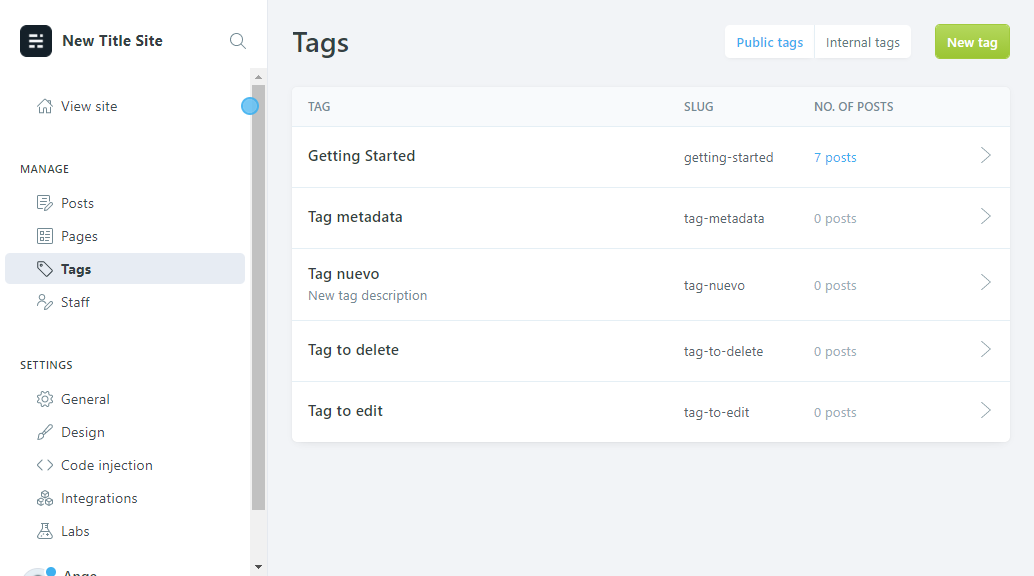 New Title Site
View site
MANAGE
Posts
Pages
Tags
Staff
SETTINGS
General
Design
Code injection
Integrations
Labs
Tags
Public tags
Internal tags
New tag
TAG SLUG NO. OF POSTS
Getting Started getting-started 7 posts
Tag metadata tag-metadata 0 posts
Tag nuevo tag-nuevo 0 posts
New tag description
Tag to delete tag-to-delete 0 posts
Tag to edit tag-to-edit 0 posts